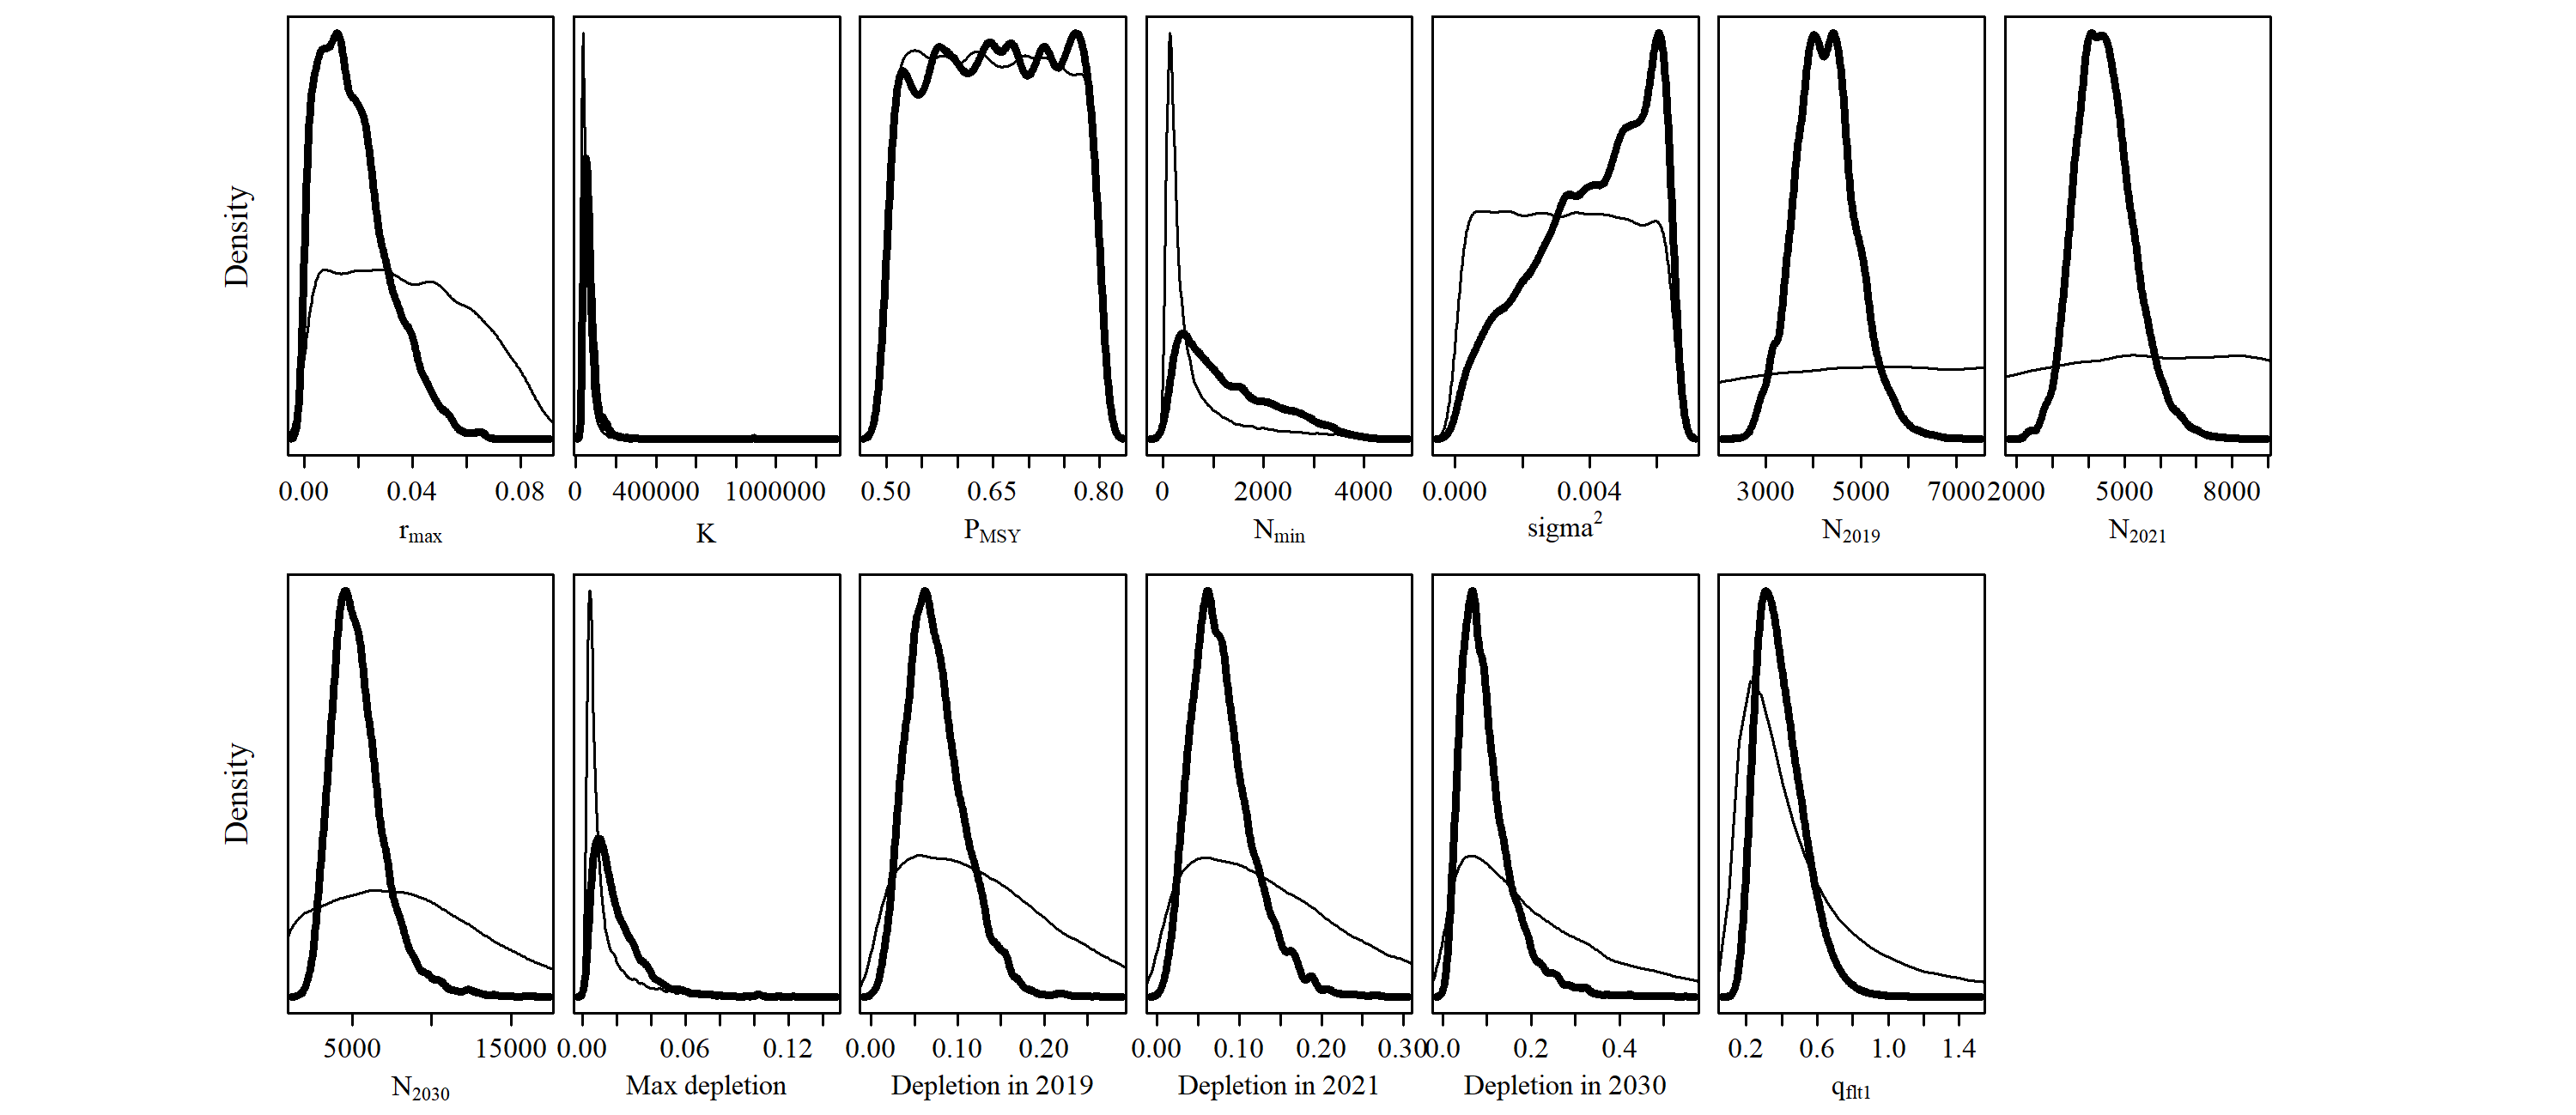 Density
0.00 0.04 0.08 0 400000 1000000 0.50 0.65 0.80 0 2000 4000 0.000 0.004 3000 5000 7000 2000 5000 8000
rmax K PMSY Nmin sigma2 N2019 N2021
Density
5000 15000 0.00 0.06 0.12 0.00 0.10 0.20 0.00 0.10 0.20 0.30 0.0 0.2 0.4 0.2 0.6 1.0 1.4
N2030 Max depletion Depletion in 2019 Depletion in 2021 Depletion in 2030 qflt1